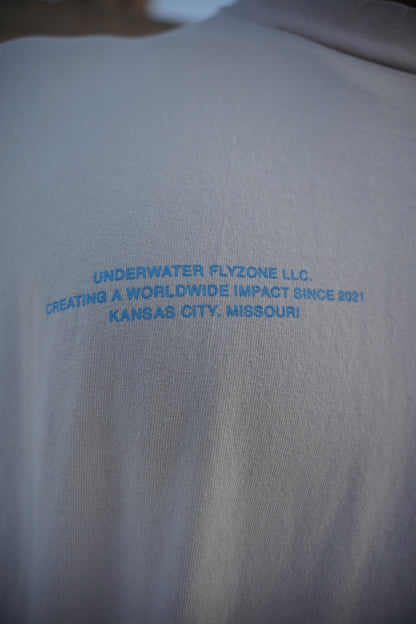 UNDERWATER FLYZONE LLC.
CREATING A WORLDWIDE IMPACT SINCE 2021
KANSAS CITY, MISSOURI